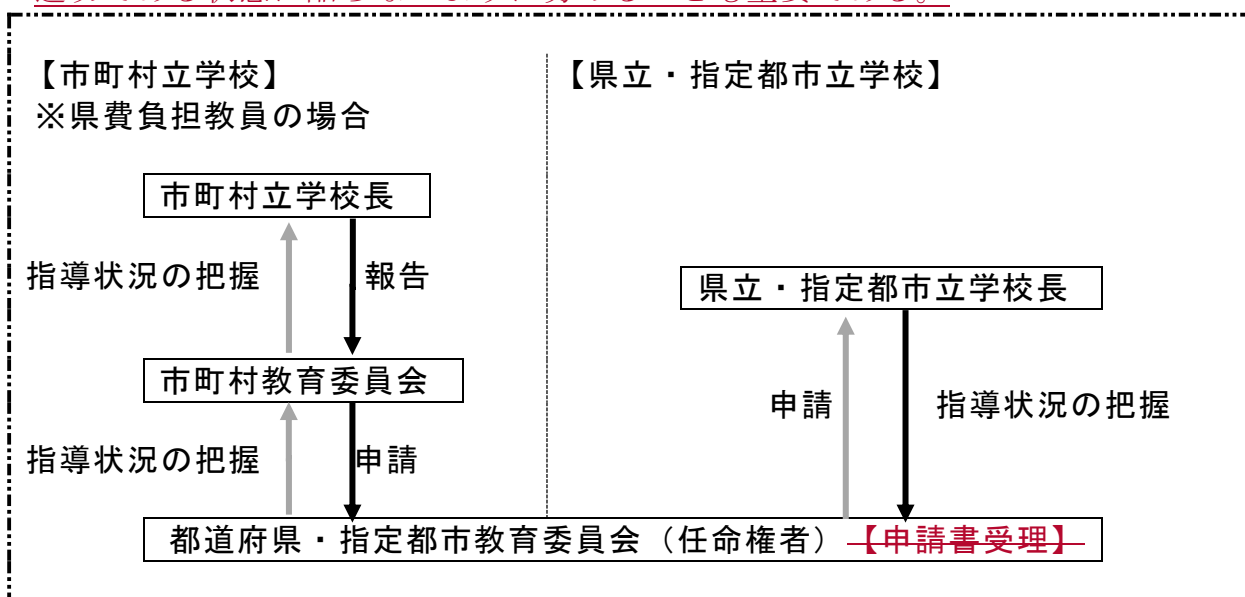 【市町村立学校】
※県費負担教員の場合
市町村立学校長
指導状況の把握
報告
市町村教育委員会
指導状況の把握
申請
【県立・指定都市立学校】
県立・指定都市立学校長
申請
指導状況の把握
都道府県・指定都市教育委員会（任命権者）【申請書受理】